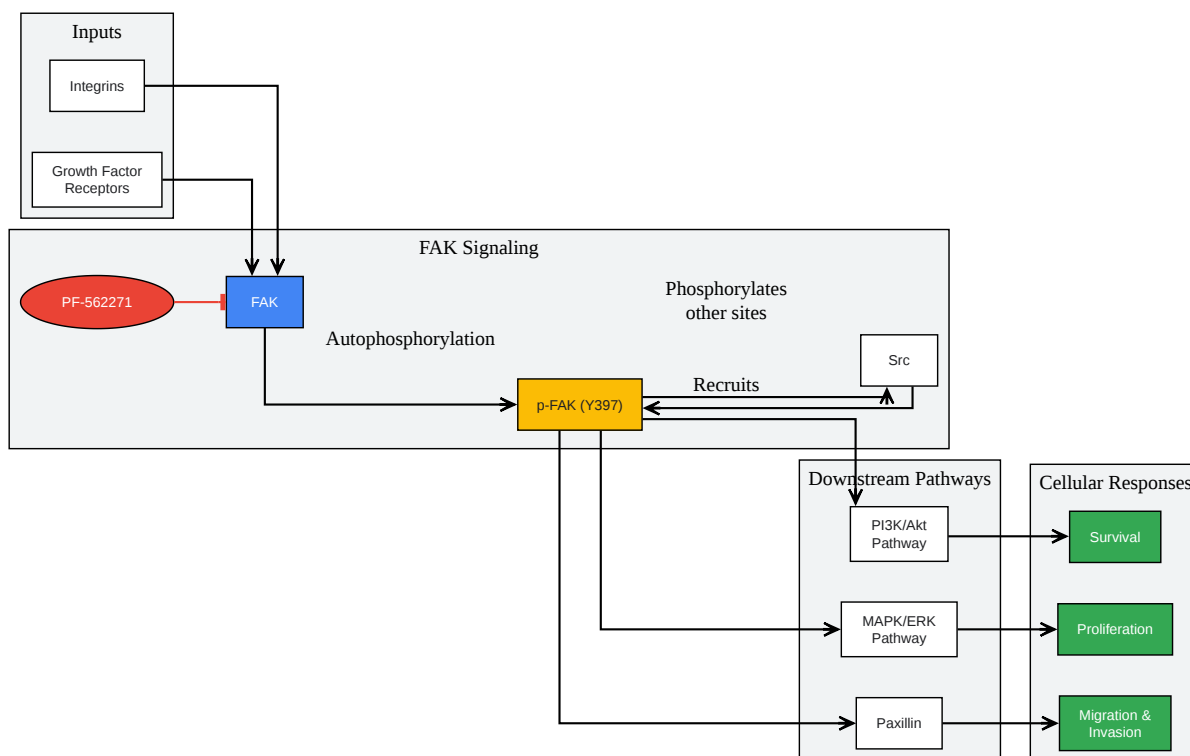 Inputs
Integrins
Growth Factor
Receptors
FAK Signaling
PF-562271
FAK
Phosphorylates
other sites
Autophosphorylation
Src
Recruits
p-FAK (Y397)
Downstream Pathways
Cellular Responses
PI3K/Akt
Pathway
Survival
MAPK/ERK
Pathway
Proliferation
Paxillin
Migration &
Invasion